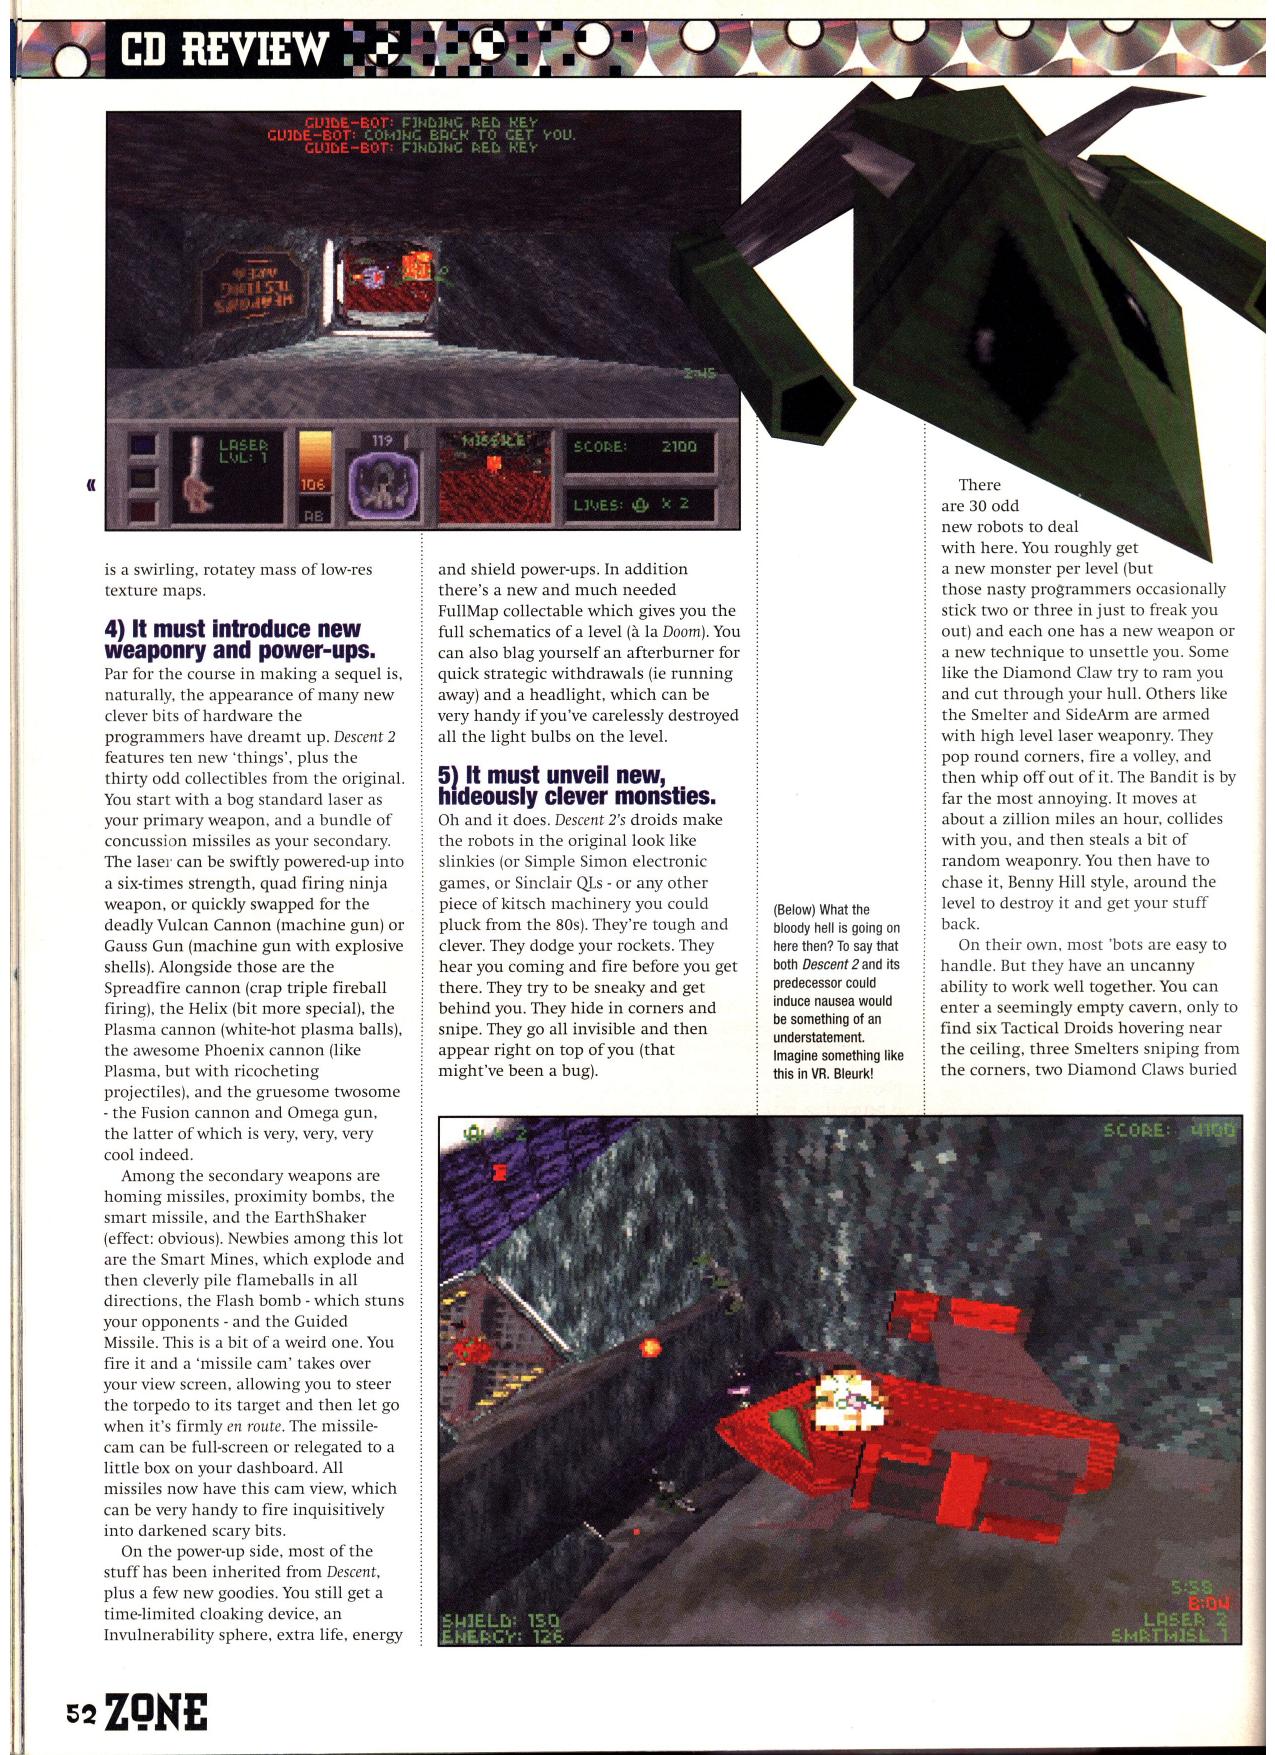 CD REVIEW
GUIDE-BOT: FINDING RED KEY
GUIDE-BOT: COMING BACK TO GET YOU.
GUIDE-BOT: FINDING RED KEY
WEAPONS
TESTING
AREA
2:45
LASER
LVL: 1
106
AB
119
MISSILE
SCORE: 2100
LIVES: X 2
«
is a swirling, rotatey mass of low-res
texture maps.
4) It must introduce new
weaponry and power-ups.
Par for the course in making a sequel is,
naturally, the appearance of many new
clever bits of hardware the
programmers have dreamt up. Descent 2
features ten new ‘things’, plus the
thirty odd collectibles from the original.
You start with a bog standard laser as
your primary weapon, and a bundle of
concussion missiles as your secondary.
The laser can be swiftly powered-up into
a six-times strength, quad firing ninja
weapon, or quickly swapped for the
deadly Vulcan Cannon (machine gun) or
Gauss Gun (machine gun with explosive
shells). Alongside those are the
Spreadfire cannon (crap triple fireball
firing), the Helix (bit more special), the
Plasma cannon (white-hot plasma balls),
the awesome Phoenix cannon (like
Plasma, but with ricocheting
projectiles), and the gruesome twosome
- the Fusion cannon and Omega gun,
the latter of which is very, very, very
cool indeed.
Among the secondary weapons are
homing missiles, proximity bombs, the
smart missile, and the EarthShaker
(effect: obvious). Newbies among this lot
are the Smart Mines, which explode and
then cleverly pile flameballs in all
directions, the Flash bomb - which stuns
your opponents - and the Guided
Missile. This is a bit of a weird one. You
fire it and a ‘missile cam’ takes over
your view screen, allowing you to steer
the torpedo to its target and then let go
when it’s firmly en route. The missile-
cam can be full-screen or relegated to a
little box on your dashboard. All
missiles now have this cam view, which
can be very handy to fire inquisitively
into darkened scary bits.
On the power-up side, most of the
stuff has been inherited from Descent,
plus a few new goodies. You still get a
time-limited cloaking device, an
Invulnerability sphere, extra life, energy
and shield power-ups. In addition
there’s a new and much needed
FullMap collectable which gives you the
full schematics of a level (à la Doom). You
can also blag yourself an afterburner for
quick strategic withdrawals (ie running
away) and a headlight, which can be
very handy if you’ve carelessly destroyed
all the light bulbs on the level.
5) It must unveil new,
hideously clever monsties.
Oh and it does. Descent 2’s droids make
the robots in the original look like
slinkies (or Simple Simon electronic
games, or Sinclair QLs - or any other
piece of kitsch machinery you could
pluck from the 80s). They’re tough and
clever. They dodge your rockets. They
hear you coming and fire before you get
there. They try to be sneaky and get
behind you. They hide in corners and
snipe. They go all invisible and then
appear right on top of you (that
might’ve been a bug).
(Below) What the
bloody hell is going on
here then? To say that
both Descent 2 and its
predecessor could
induce nausea would
be something of an
understatement.
Imagine something like
this in VR. Bleurk!
There
are 30 odd
new robots to deal
with here. You roughly get
a new monster per level (but
those nasty programmers occasionally
stick two or three in just to freak you
out) and each one has a new weapon or
a new technique to unsettle you. Some
like the Diamond Claw try to ram you
and cut through your hull. Others like
the Smelter and SideArm are armed
with high level laser weaponry. They
pop round corners, fire a volley, and
then whip off out of it. The Bandit is by
far the most annoying. It moves at
about a zillion miles an hour, collides
with you, and then steals a bit of
random weaponry. You then have to
chase it, Benny Hill style, around the
level to destroy it and get your stuff
back.
On their own, most ’bots are easy to
handle. But they have an uncanny
ability to work well together. You can
enter a seemingly empty cavern, only to
find six Tactical Droids hovering near
the ceiling, three Smelters sniping from
the corners, two Diamond Claws buried
X 2
SCORE: 4100
SHIELD: 150
ENERGY: 126
5:58
8:04
LASER 2
SMRTMISL 1
52 ZONE